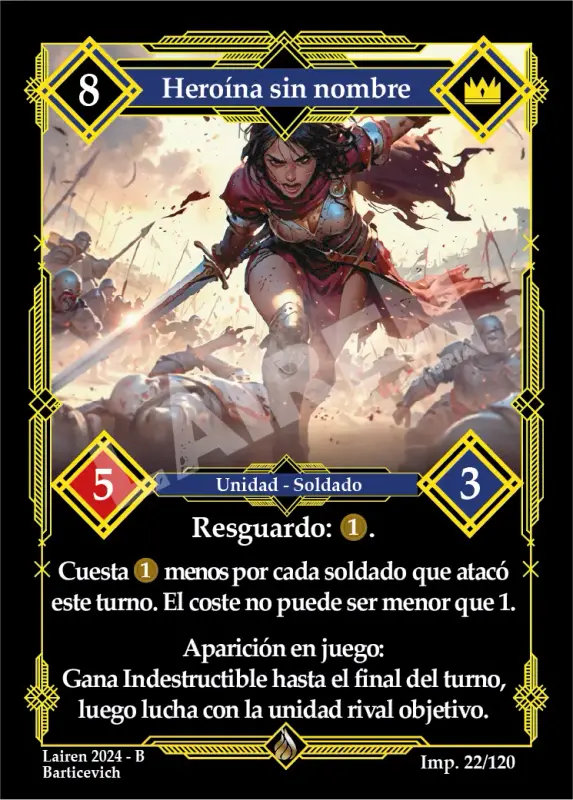 8
Heroína sin nombre
LAIREN
5
Unidad - Soldado
3
Resguardo: 1.
Cuesta 1 menos por cada soldado que atacó
este turno. El coste no puede ser menor que 1.
Aparición en juego:
Gana Indestructible hasta el final del turno,
luego lucha con la unidad rival objetivo.
Lairen 2024 - B
Barticevich
Imp. 22/120